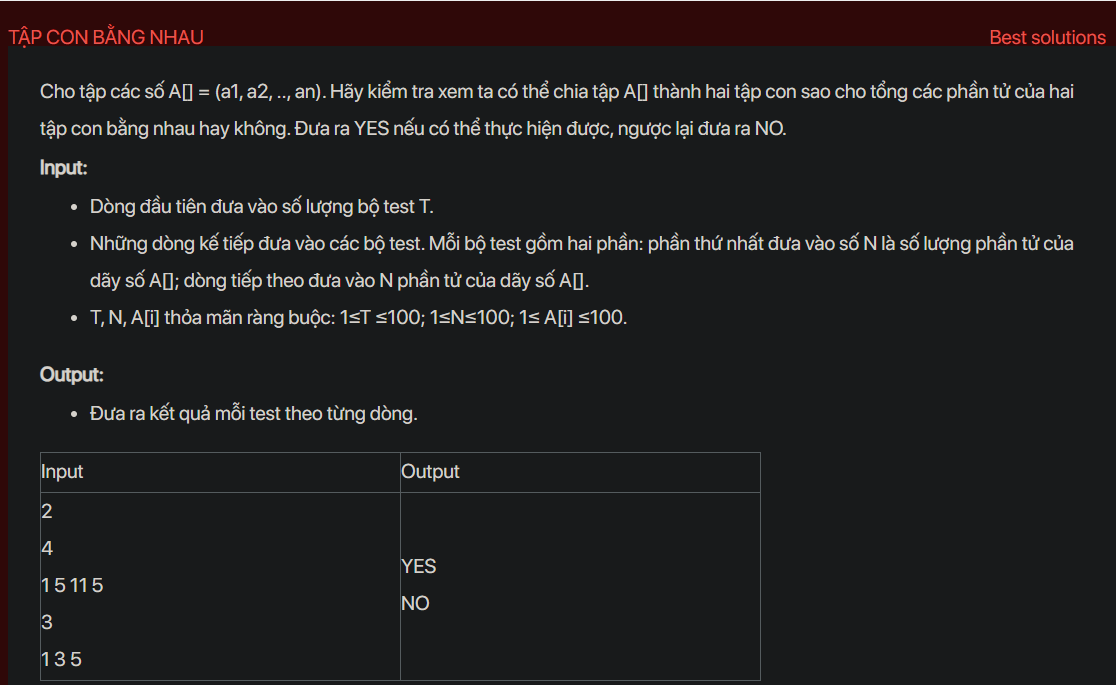 TẬP CON BẰNG NHAU
Best solutions
Cho tập các số A[] = (a1, a2, .., an). Hãy kiểm tra xem ta có thể chia tập A[] thành hai tập con sao cho tổng các phần tử của hai
tập con bằng nhau hay không. Đưa ra YES nếu có thể thực hiện được, ngược lại đưa ra NO.
Input:
• Dòng đầu tiên đưa vào số lượng bộ test T.
• Những dòng kế tiếp đưa vào các bộ test. Mỗi bộ test gồm hai phần: phần thứ nhất đưa vào số N là số lượng phần tử của
dãy số A[]; dòng tiếp theo đưa vào N phần tử của dãy số A[].
• T, N, A[i] thỏa mãn ràng buộc: 1≤T ≤100; 1≤N≤100; 1≤ A[i] ≤100.
Output:
• Đưa ra kết quả mỗi test theo từng dòng.
Input
Output
2
4
1 5 11 5
3
1 3 5
YES
NO